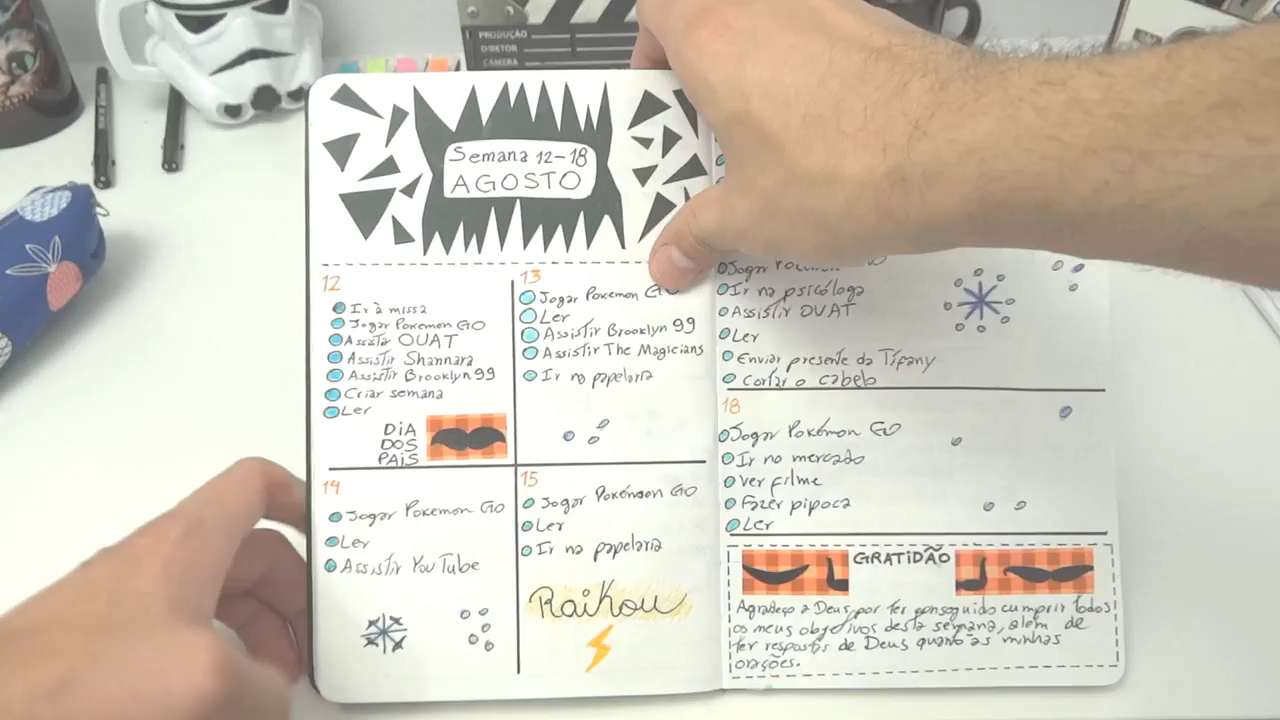 PRODUÇÃO
DIRETOR
CÂMERA
Semana 12-18
AGOSTO
12
Ir à missa
Jogar Pokemon GO
Assistir OUAT
Assistir Shannara
Assistir Brooklyn 99
Criar semana
Ler
DIA
DOS
PAIS
13
Jogar Pokemon GO
Ler
Assistir Brooklyn 99
Assistir The Magicians
Ir na papelaria
14
Jogar Pokemon GO
Ler
Assistir YouTube
15
Jogar Pokémon GO
Ler
Ir na papelaria
Raikou
Jogar
Ir na psicóloga
Assistir OUAT
Ler
Enviar presente da Tifany
Cortar o cabelo
18
Jogar Pokémon GO
Ir no mercado
Ver filme
Fazer pipoca
Ler
GRATIDÃO
Agradeço a Deus por ter conseguido cumprir todos
os meus objetivos desta semana, além de
ter respostas de Deus quanto às minhas
orações.